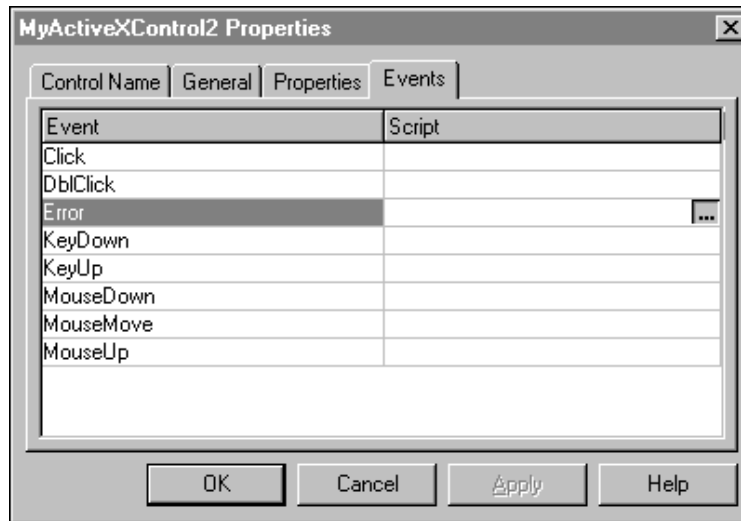 MyActiveXControl2 Properties
Control Name General Properties Events
Event Script
Click
DblClick
Error ...
KeyDown
KeyUp
MouseDown
MouseMove
MouseUp
OK Cancel Apply Help